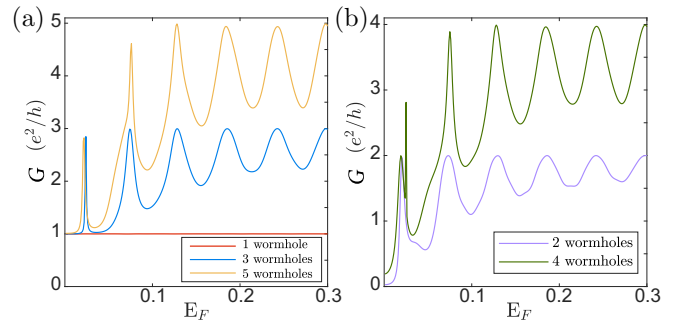 (a)
5
4
3
2
1
0
G (e²/h)
0.1
0.2
0.3
E_F
1 wormhole
3 wormholes
5 wormholes
(b)
4
3
2
1
0
G (e²/h)
0.1
0.2
0.3
E_F
2 wormholes
4 wormholes